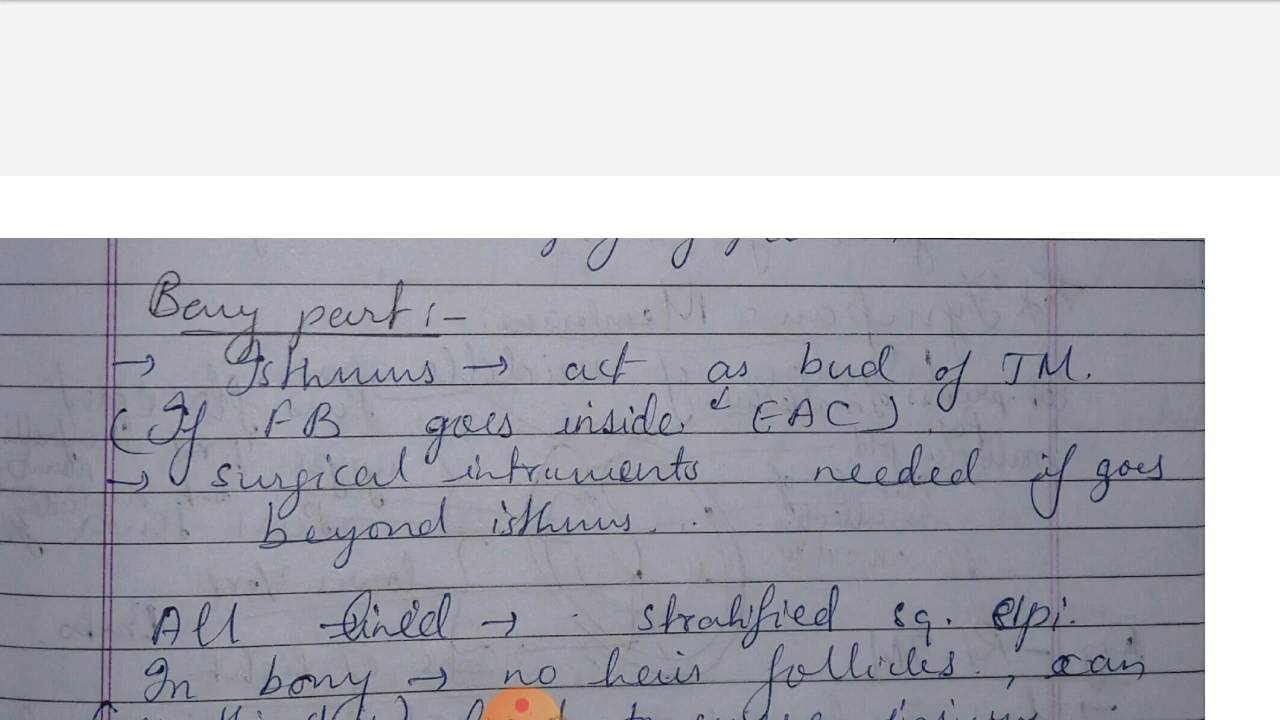 Bony part :-
→ Isthmus → act as bud of TM.
(If FB goes inside EAC)
→ surgical intruments needed if goes
beyond isthmus.
All lined → stratified sq. epi.
In bony → no hair follicles.,